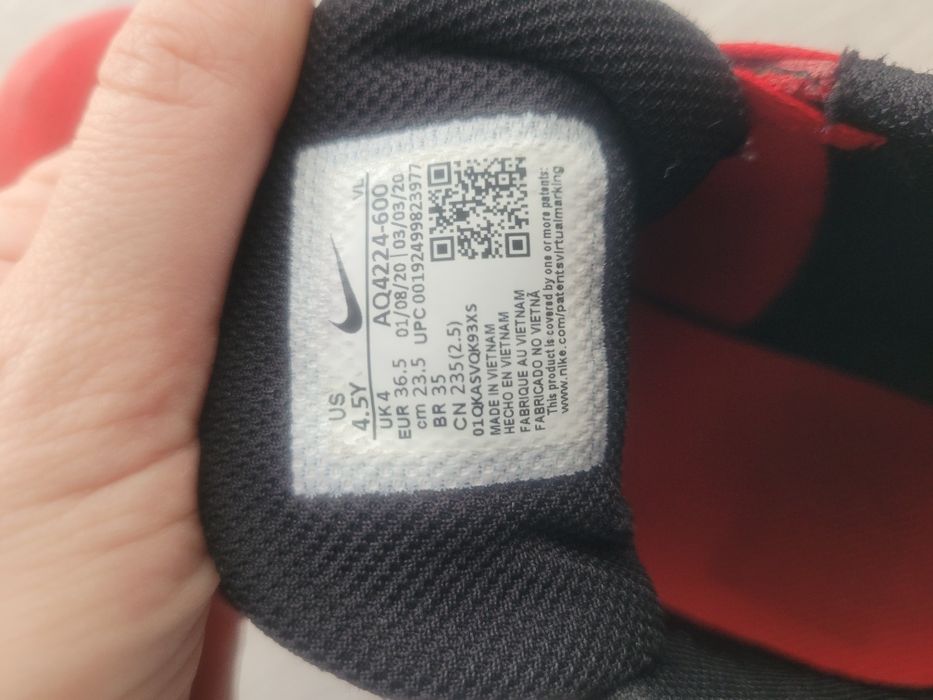 US
4.5Y VL
UK 4 AQ4224-600
EUR 36.5 01/08/20 | 03/03/20
cm 23.5 UPC 00192499823977
BR 35
CN 235(2.5)
01QKASVQK93XS
MADE IN VIETNAM
HECHO EN VIETNAM
FABRIQUE AU VIETNAM
FABRICADO NO VIETNÃ
This product is covered by one or more patents:
www.nike.com/patentsvirtualmarking